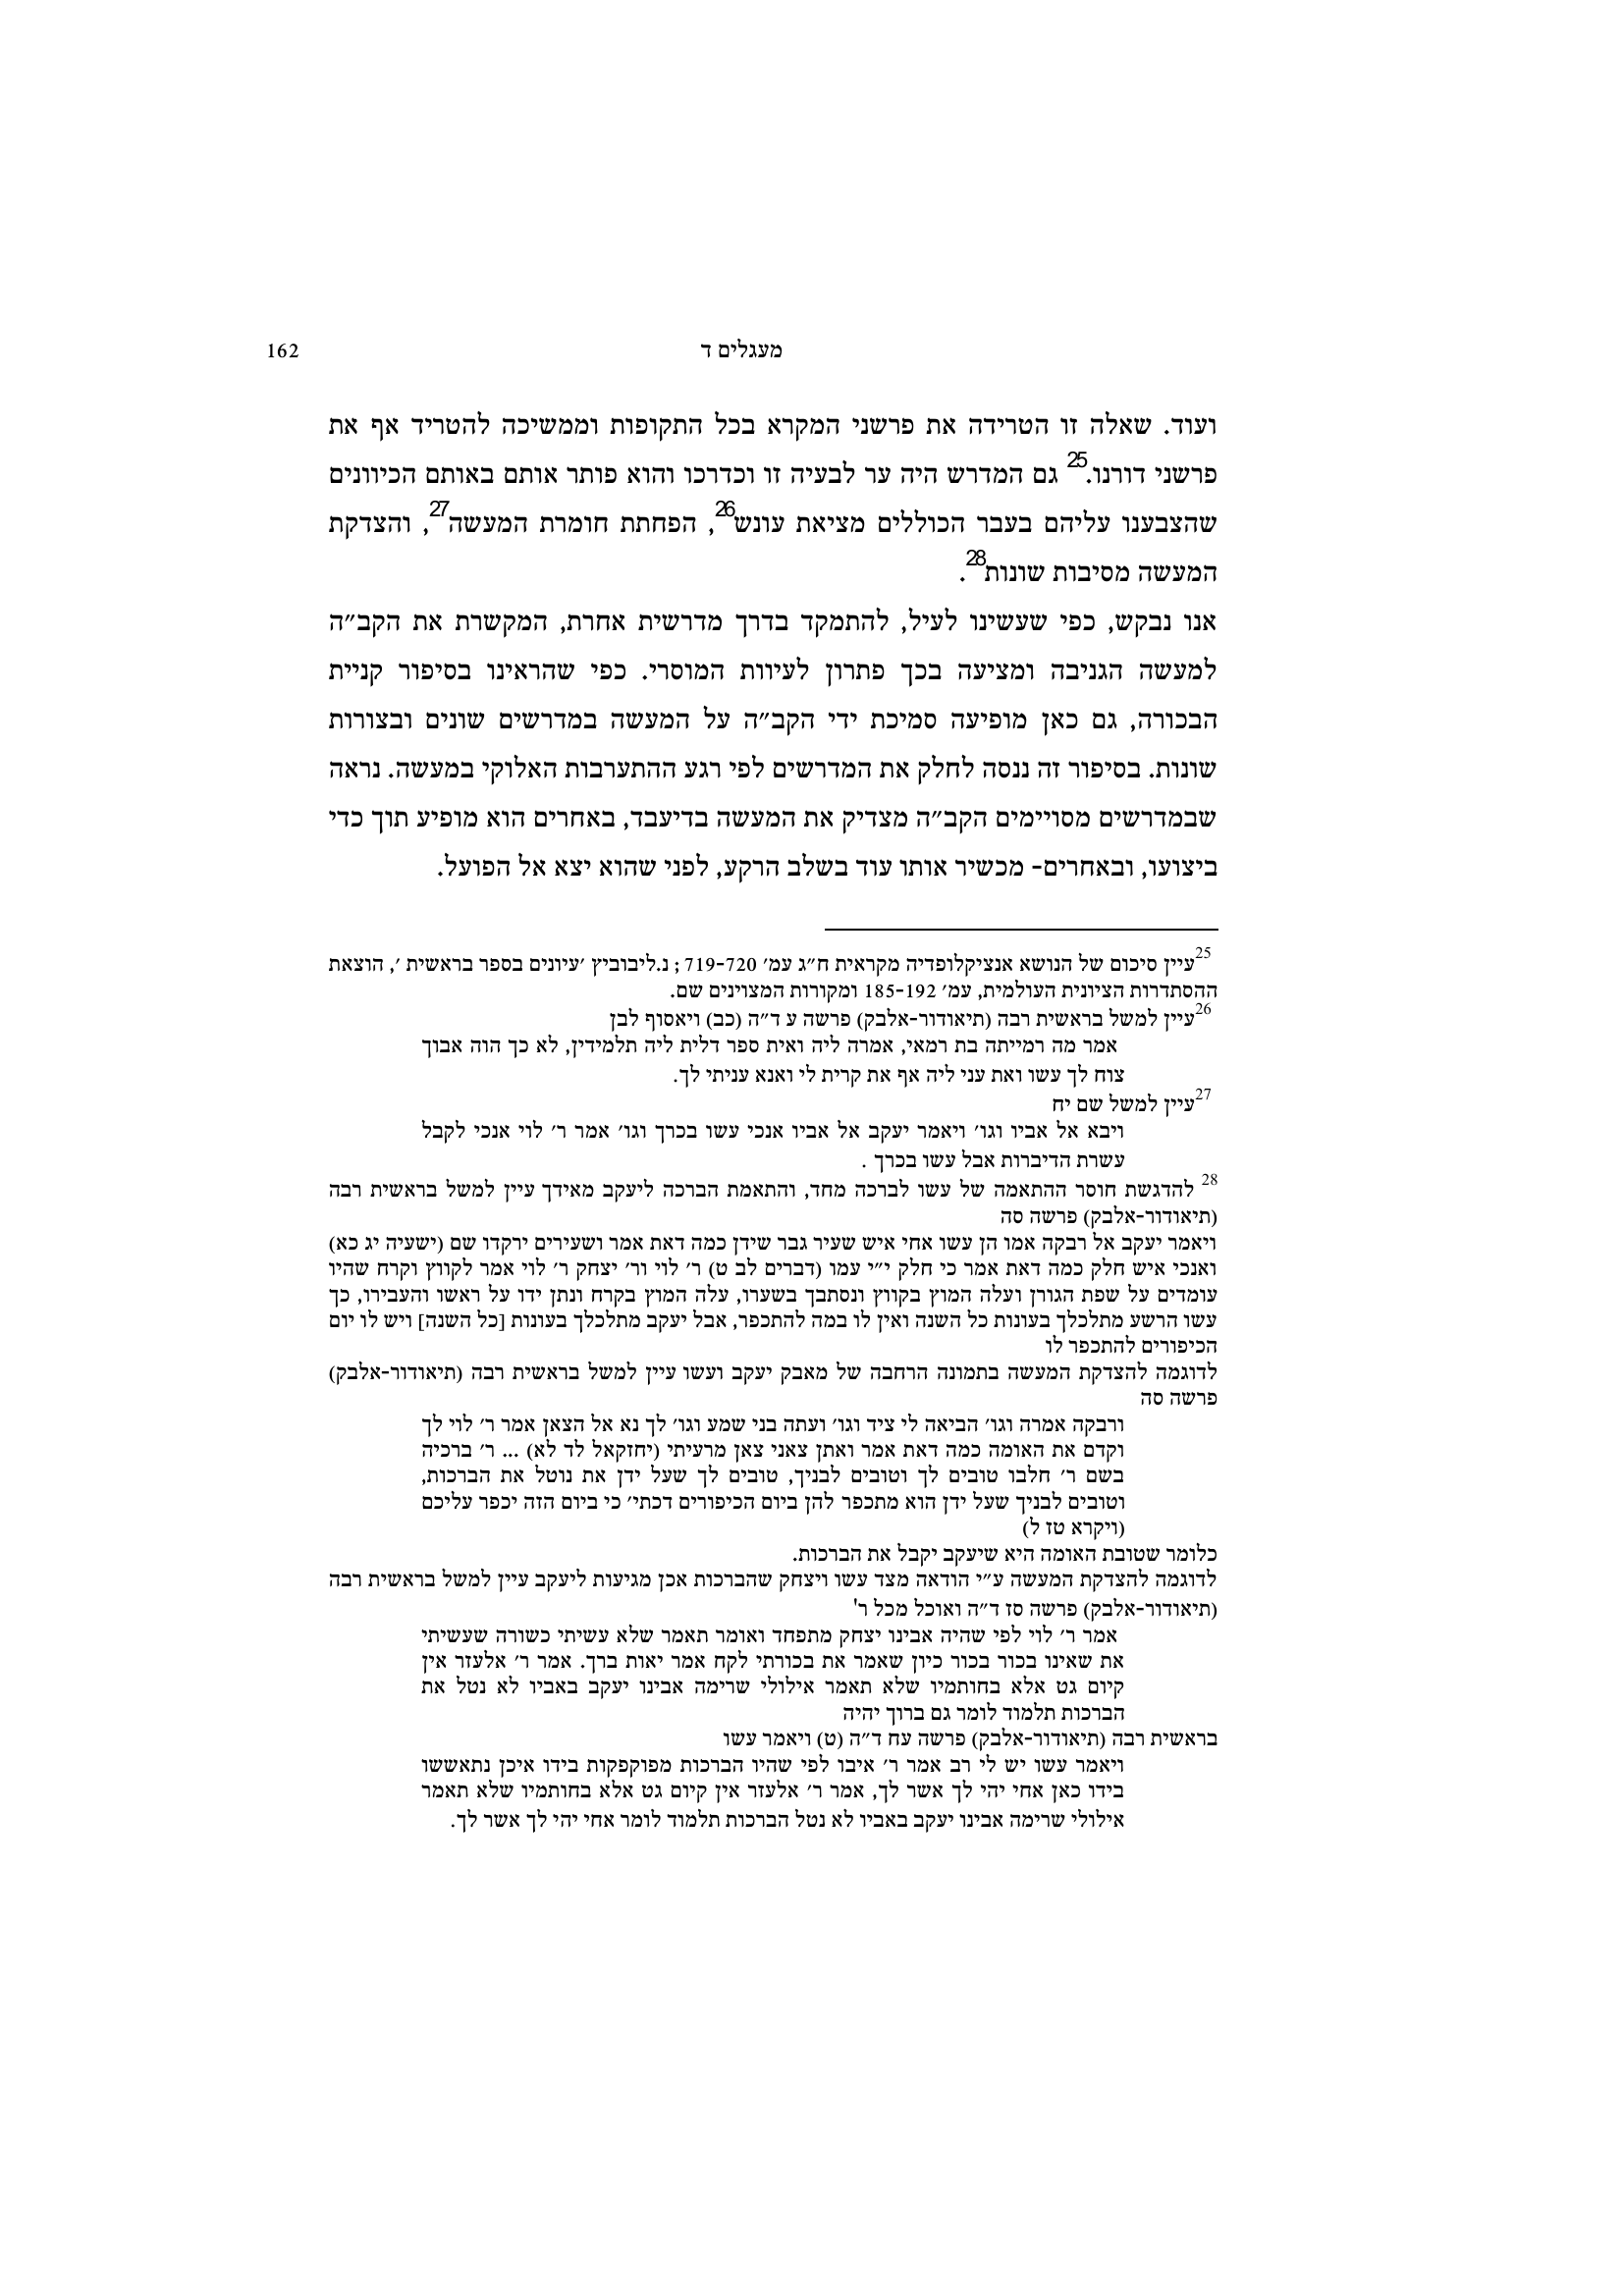 מעגלים ד 162
ועוד. שאלה זו הטרידה את פרשני המקרא בכל התקופות וממשיכה להטריד אף את
פרשני דורנו.25 גם המדרש היה ער לבעיה זו וכדרכו והוא פותר אותם באותם הכיוונים
שהצבענו עליהם בעבר הכוללים מציאת עונש26, הפחתת חומרת המעשה27, והצדקת
המעשה מסיבות שונות28.
אנו נבקש, כפי שעשינו לעיל, להתמקד בדרך מדרשית אחרת, המקשרת את הקב״ה
למעשה הגניבה ומציעה בכך פתרון לעיוות המוסרי. כפי שהראינו בסיפור קניית
הבכורה, גם כאן מופיעה סמיכת ידי הקב״ה על המעשה במדרשים שונים ובצורות
שונות. בסיפור זה ננסה לחלק את המדרשים לפי רגע ההתערבות האלוקי במעשה. נראה
שבמדרשים מסויימים הקב״ה מצדיק את המעשה בדיעבד, באחרים הוא מופיע תוך כדי
ביצועו, ובאחרים- מכשיר אותו עוד בשלב הרקע, לפני שהוא יצא אל הפועל.
25עיין סיכום של הנושא אנציקלופדיה מקראית ח״ג עמ׳ 719-720 ; נ.ליבוביץ ׳עיונים בספר בראשית ׳, הוצאת
ההסתדרות הציונית העולמית, עמ׳ 185-192 ומקורות המצוינים שם.
26עיין למשל בראשית רבה (תיאודור-אלבק) פרשה ע ד״ה (כב) ויאסוף לבן
אמר מה רמייתה בת רמאי, אמרה ליה ואית ספר דלית ליה תלמידין, לא כך הוה אבוך
צוח לך עשו ואת עני ליה אף את קרית לי ואנא עניתי לך.
27עיין למשל שם יח
ויבא אל אביו וגו׳ ויאמר יעקב אל אביו אנכי עשו בכרך וגו׳ אמר ר׳ לוי אנכי לקבל
עשרת הדיברות אבל עשו בכרך .
28 להדגשת חוסר ההתאמה של עשו לברכה מחד, והתאמת הברכה ליעקב מאידך עיין למשל בראשית רבה
(תיאודור-אלבק) פרשה סה
ויאמר יעקב אל רבקה אמו הן עשו אחי איש שעיר גבר שידן כמה דאת אמר ושעירים ירקדו שם (ישעיה יג כא)
ואנכי איש חלק כמה דאת אמר כי חלק י״י עמו (דברים לב ט) ר׳ לוי ור׳ יצחק ר׳ לוי אמר לקווץ וקרח שהיו
עומדים על שפת הגורן ועלה המוץ בקווץ ונסתבך בשערו, עלה המוץ בקרח ונתן ידו על ראשו והעבירו, כך
עשו הרשע מתלכלך בעונות כל השנה ואין לו במה להתכפר, אבל יעקב מתלכלך בעונות [כל השנה] ויש לו יום
הכיפורים להתכפר לו
לדוגמה להצדקת המעשה בתמונה הרחבה של מאבק יעקב ועשו עיין למשל בראשית רבה (תיאודור-אלבק)
פרשה סה
ורבקה אמרה וגו׳ הביאה לי ציד וגו׳ ועתה בני שמע וגו׳ לך נא אל הצאן אמר ר׳ לוי לך
וקדם את האומה כמה דאת אמר ואתן צאני צאן מרעיתי (יחזקאל לד לא) ... ר׳ ברכיה
בשם ר׳ חלבו טובים לך וטובים לבניך, טובים לך שעל ידן את נוטל את הברכות,
וטובים לבניך שעל ידן הוא מתכפר להן ביום הכיפורים דכתי׳ כי ביום הזה יכפר עליכם
(ויקרא טז ל)
כלומר שטובת האומה היא שיעקב יקבל את הברכות.
לדוגמה להצדקת המעשה ע״י הודאה מצד עשו ויצחק שהברכות אכן מגיעות ליעקב עיין למשל בראשית רבה
(תיאודור-אלבק) פרשה סז ד״ה ואוכל מכל ר'
אמר ר׳ לוי לפי שהיה אבינו יצחק מתפחד ואומר תאמר שלא עשיתי כשורה שעשיתי
את שאינו בכור בכור כיון שאמר את בכורתי לקח אמר יאות ברך. אמר ר׳ אלעזר אין
קיום גט אלא בחותמיו שלא תאמר אילולי שרימה אבינו יעקב באביו לא נטל את
הברכות תלמוד לומר גם ברוך יהיה
בראשית רבה (תיאודור-אלבק) פרשה עח ד״ה (ט) ויאמר עשו
ויאמר עשו יש לי רב אמר ר׳ איבו לפי שהיו הברכות מפוקפקות בידו איכן נתאששו
בידו כאן אחי יהי לך אשר לך, אמר ר׳ אלעזר אין קיום גט אלא בחותמיו שלא תאמר
אילולי שרימה אבינו יעקב באביו לא נטל הברכות תלמוד לומר אחי יהי לך אשר לך.